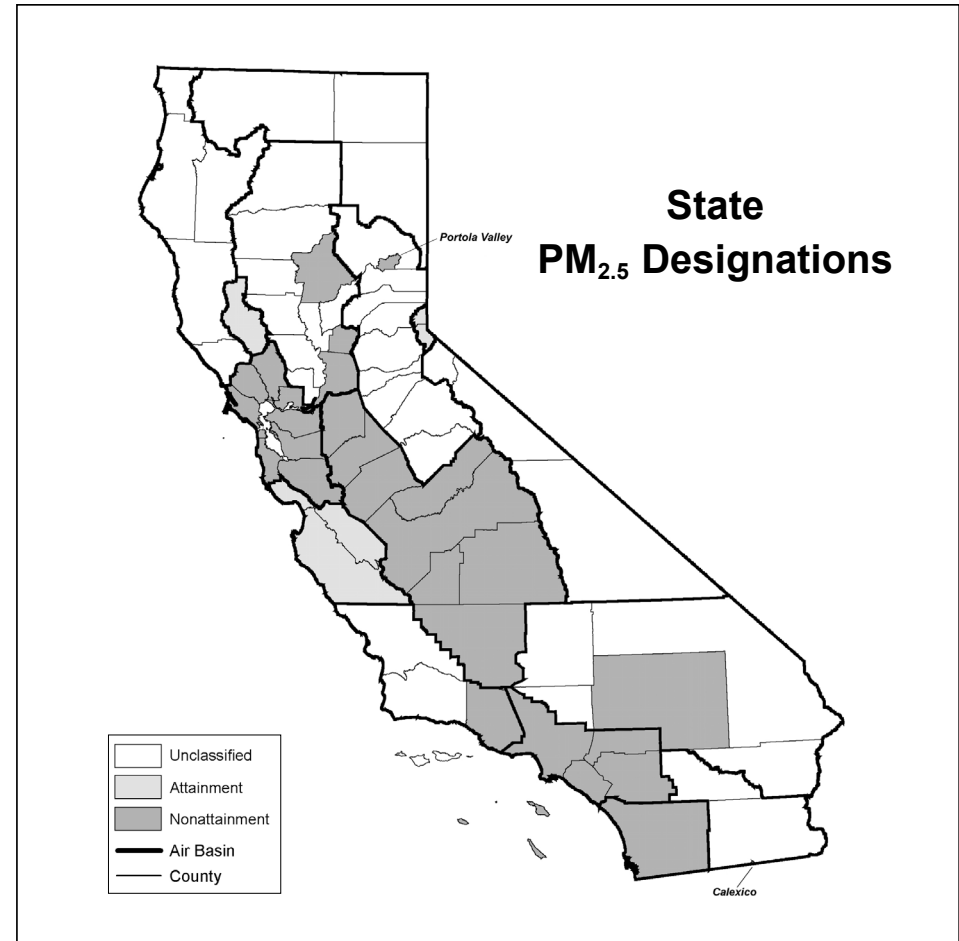 State
PM2.5 Designations
Portola Valley
Unclassified
Attainment
Nonattainment
Air Basin
County
Calexico